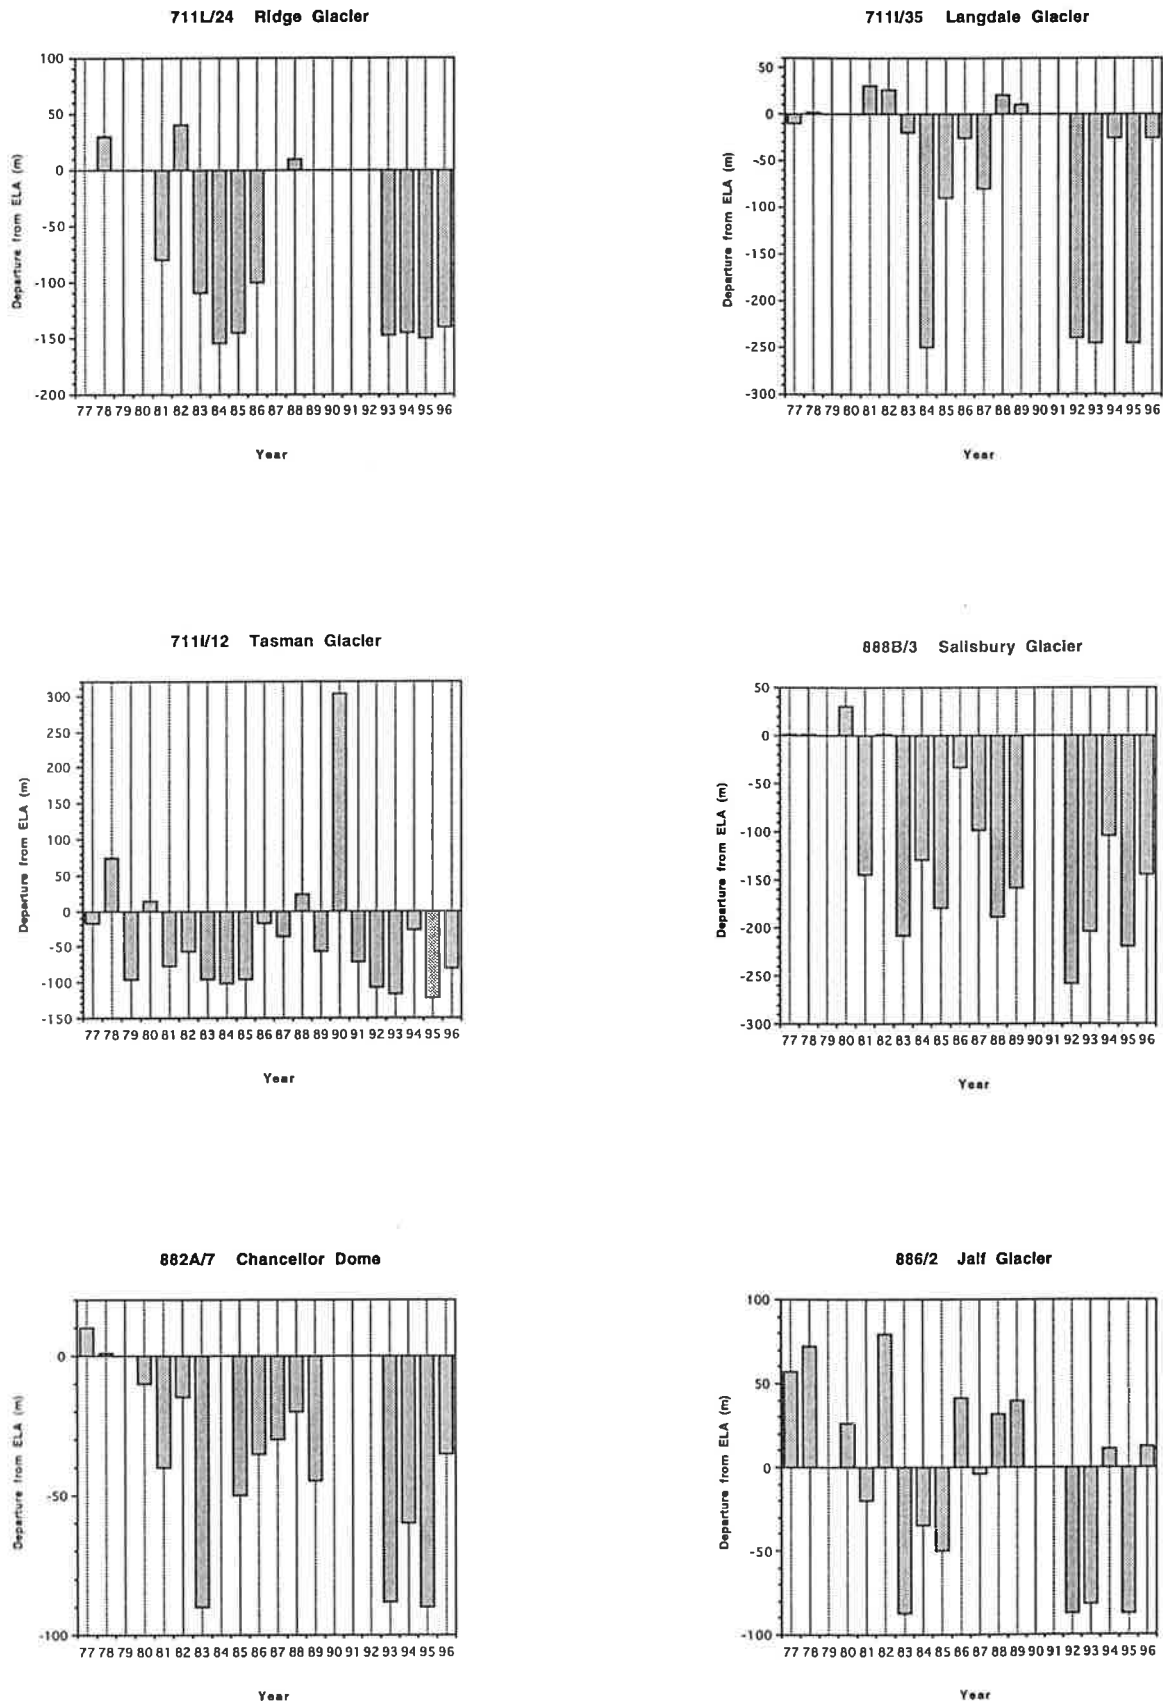 711L/24 Ridge Glacier
100
50
0
-50
-100
-150
-200
Departure from ELA (m)
77 78 79 80 81 82 83 84 85 86 87 88 89 90 91 92 93 94 95 96
Year
711I/35 Langdale Glacier
50
0
-50
-100
-150
-200
-250
-300
Departure from ELA (m)
77 78 79 80 81 82 83 84 85 86 87 88 89 90 91 92 93 94 95 96
Year
711I/12 Tasman Glacier
300
250
200
150
100
50
0
-50
-100
-150
Departure from ELA (m)
77 78 79 80 81 82 83 84 85 86 87 88 89 90 91 92 93 94 95 96
Year
888B/3 Salisbury Glacier
50
0
-50
-100
-150
-200
-250
-300
Departure from ELA (m)
77 78 79 80 81 82 83 84 85 86 87 88 89 90 91 92 93 94 95 96
Year
882A/7 Chancellor Dome
0
-50
-100
Departure from ELA (m)
77 78 79 80 81 82 83 84 85 86 87 88 89 90 91 92 93 94 95 96
Year
886/2 Jalf Glacier
100
50
0
-50
-100
Departure from ELA (m)
77 78 79 80 81 82 83 84 85 86 87 88 89 90 91 92 93 94 95 96
Year